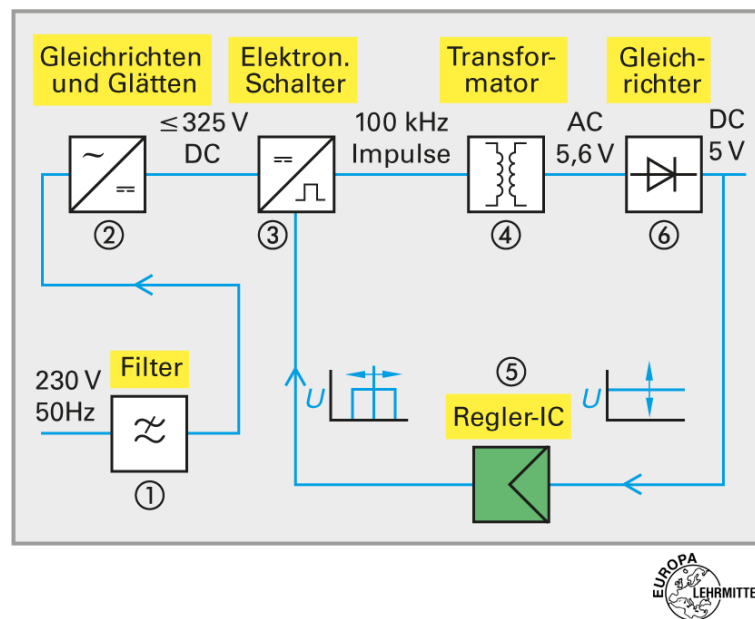 Gleichrichten
und Glätten
Elektron.
Schalter
Transfor-
mator
Gleich-
richter
≤ 325 V
DC
100 kHz
Impulse
AC
5,6 V
DC
5 V
②
③
④
⑥
230 V
50Hz
Filter
①
U
⑤
Regler-IC
U
EUROPA
LEHRMITTE